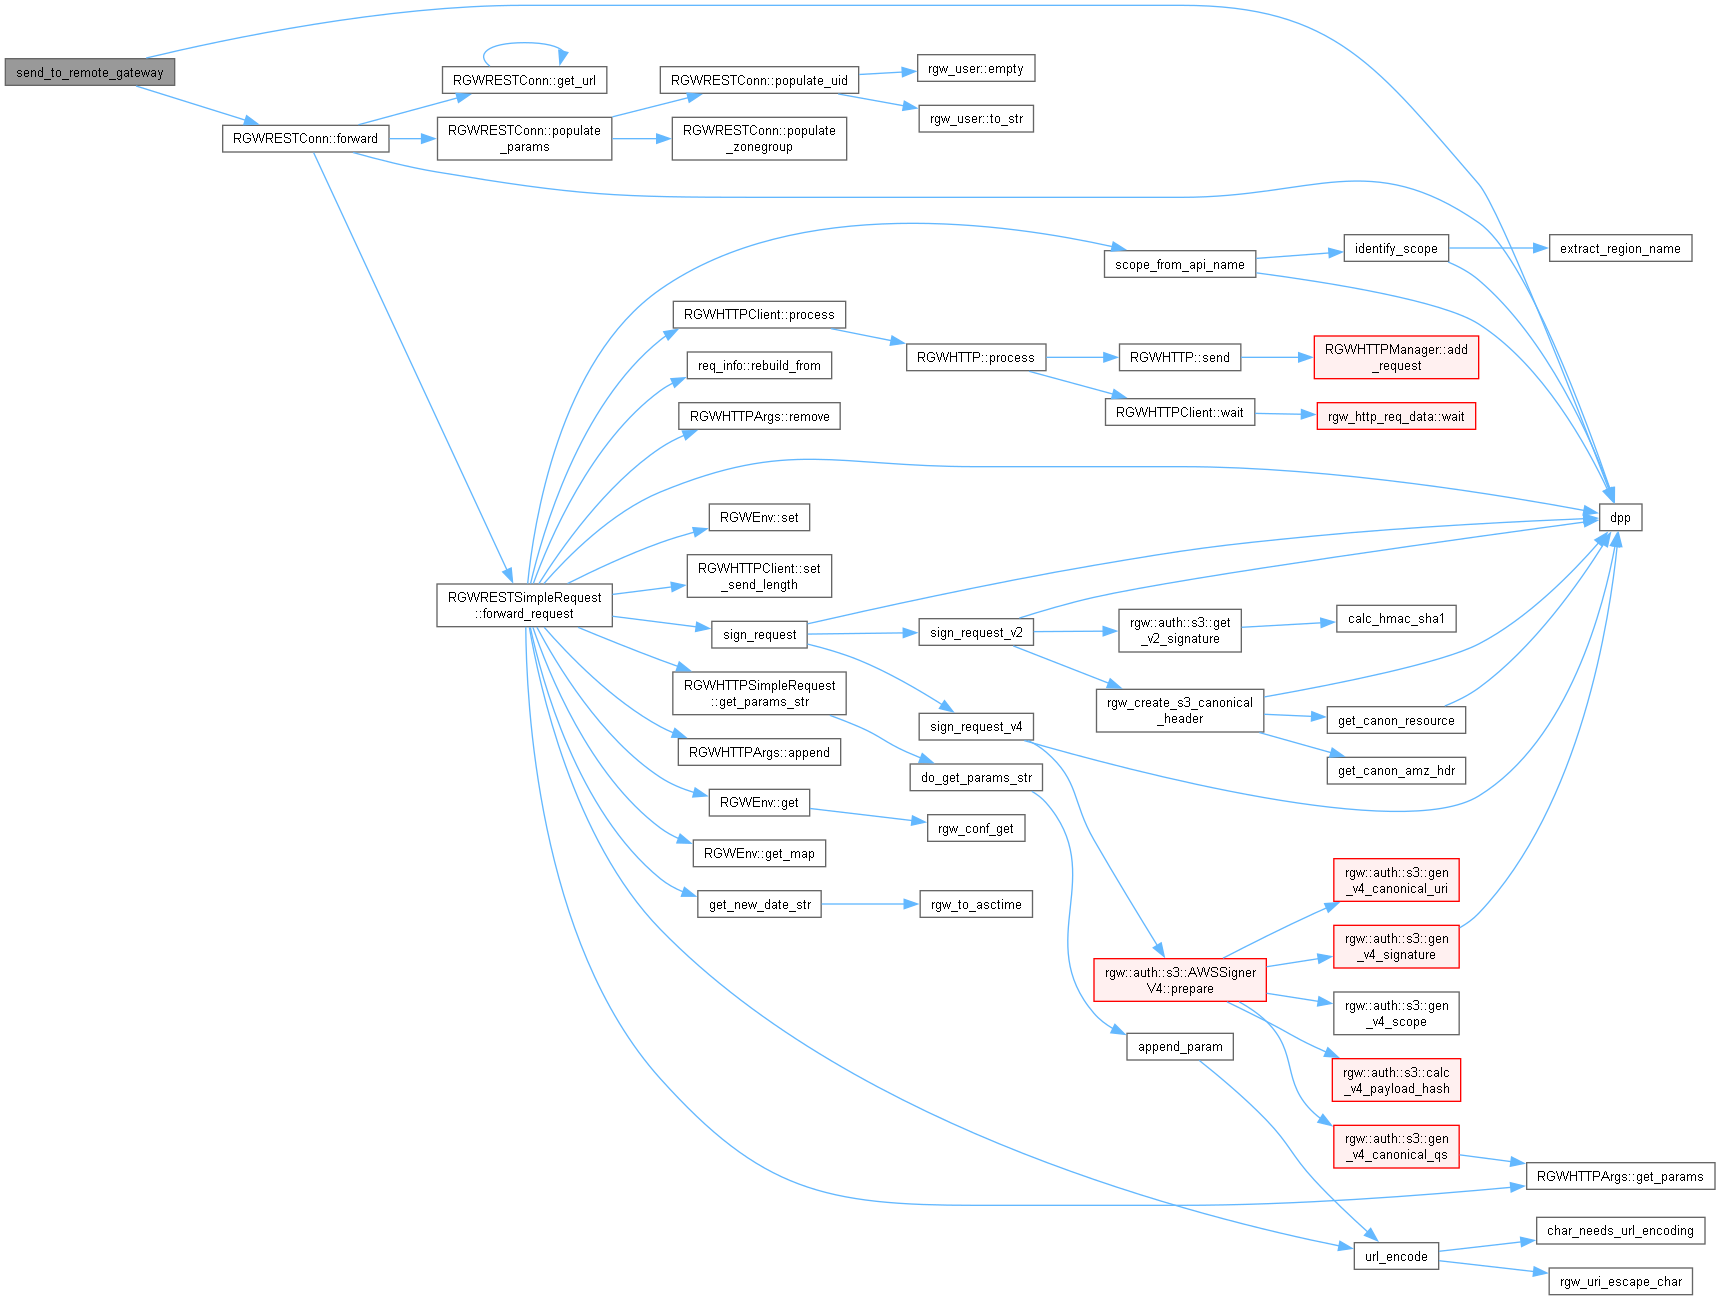 send_to_remote_gateway
RGWRESTConn::forward
RGWRESTConn::get_url
RGWRESTConn::populate
_params
RGWRESTConn::populate_uid
RGWRESTConn::populate
_zonegroup
rgw_user::empty
rgw_user::to_str
RGWRESTSimpleRequest
::forward_request
scope_from_api_name
identify_scope
extract_region_name
RGWHTTPClient::process
RGWHTTP::process
RGWHTTP::send
RGWHTTPManager::add
_request
RGWHTTPClient::wait
rgw_http_req_data::wait
req_info::rebuild_from
RGWHTTPArgs::remove
dpp
RGWEnv::set
RGWHTTPClient::set
_send_length
sign_request
sign_request_v2
rgw::auth::s3::get
_v2_signature
calc_hmac_sha1
rgw_create_s3_canonical
_header
get_canon_resource
get_canon_amz_hdr
RGWHTTPSimpleRequest
::get_params_str
sign_request_v4
do_get_params_str
RGWHTTPArgs::append
RGWEnv::get
rgw_conf_get
RGWEnv::get_map
get_new_date_str
rgw_to_asctime
rgw::auth::s3::AWSSigner
V4::prepare
rgw::auth::s3::gen
_v4_canonical_uri
rgw::auth::s3::gen
_v4_signature
rgw::auth::s3::gen
_v4_scope
rgw::auth::s3::calc
_v4_payload_hash
rgw::auth::s3::gen
_v4_canonical_qs
append_param
RGWHTTPArgs::get_params
url_encode
char_needs_url_encoding
rgw_uri_escape_char